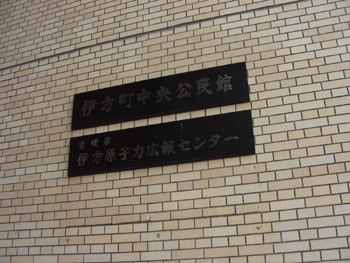 伊方町中央公民館
愛媛県
伊方原子力広報センター